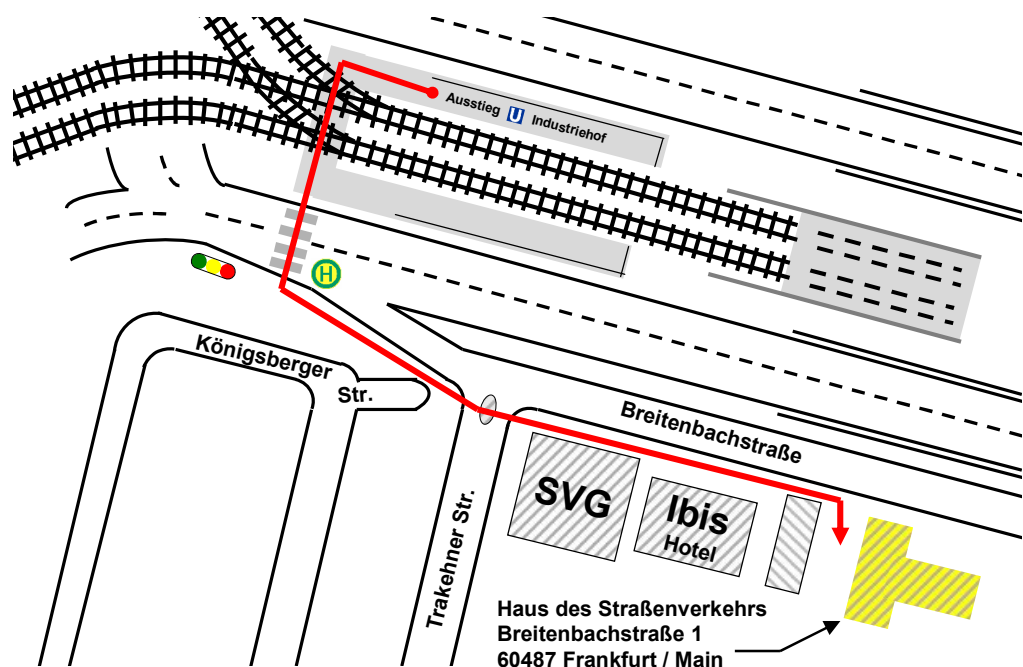 Ausstieg U Industriehof
H
Königsberger
Str.
Breitenbachstraße
SVG
Ibis
Hotel
Trakehner Str.
Haus des Straßenverkehrs
Breitenbachstraße 1
60487 Frankfurt / Main